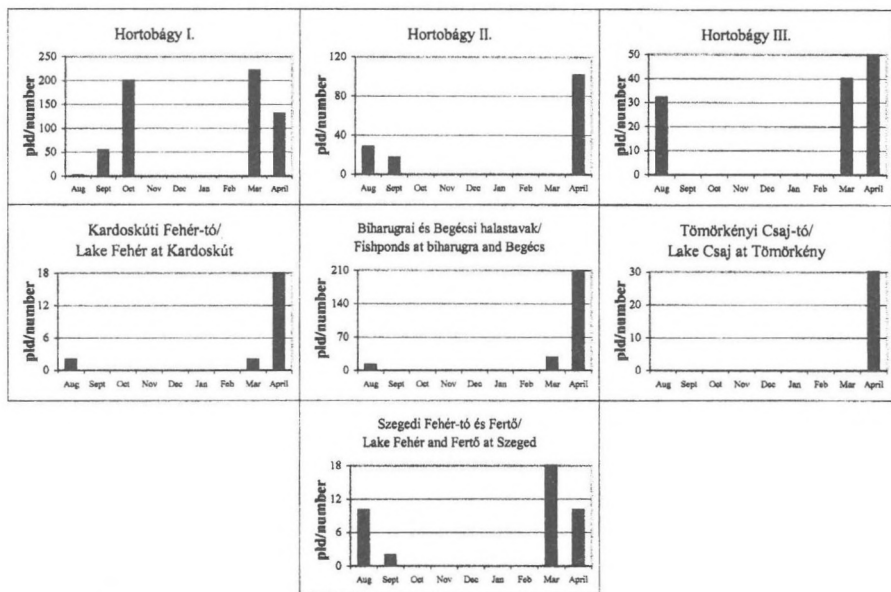 Hortobágy I.
pld/number
250
200
150
100
50
0
Aug Sept Oct Nov Dec Jan Feb Mar April
Hortobágy II.
pld/number
120
80
40
0
Aug Sept Oct Nov Dec Jan Feb Mar April
Hortobágy III.
pld/number
50
40
30
20
10
0
Aug Sept Oct Nov Dec Jan Feb Mar April
Kardoskúti Fehér-tó/
Lake Fehér at Kardoskút
pld/number
18
12
6
0
Aug Sept Oct Nov Dec Jan Feb Mar April
Biharugrai és Begécsi halastavak/
Fishponds at biharugra and Begécs
pld/number
210
140
70
0
Aug Sept Oct Nov Dec Jan Feb Mar April
Tömörkényi Csaj-tó/
Lake Csaj at Tömörkény
pld/number
30
20
10
0
Aug Sept Oct Nov Dec Jan Feb Mar April
Szegedi Fehér-tó és Fertő/
Lake Fehér and Fertő at Szeged
pld/number
18
12
6
0
Aug Sept Oct Nov Dec Jan Feb Mar April